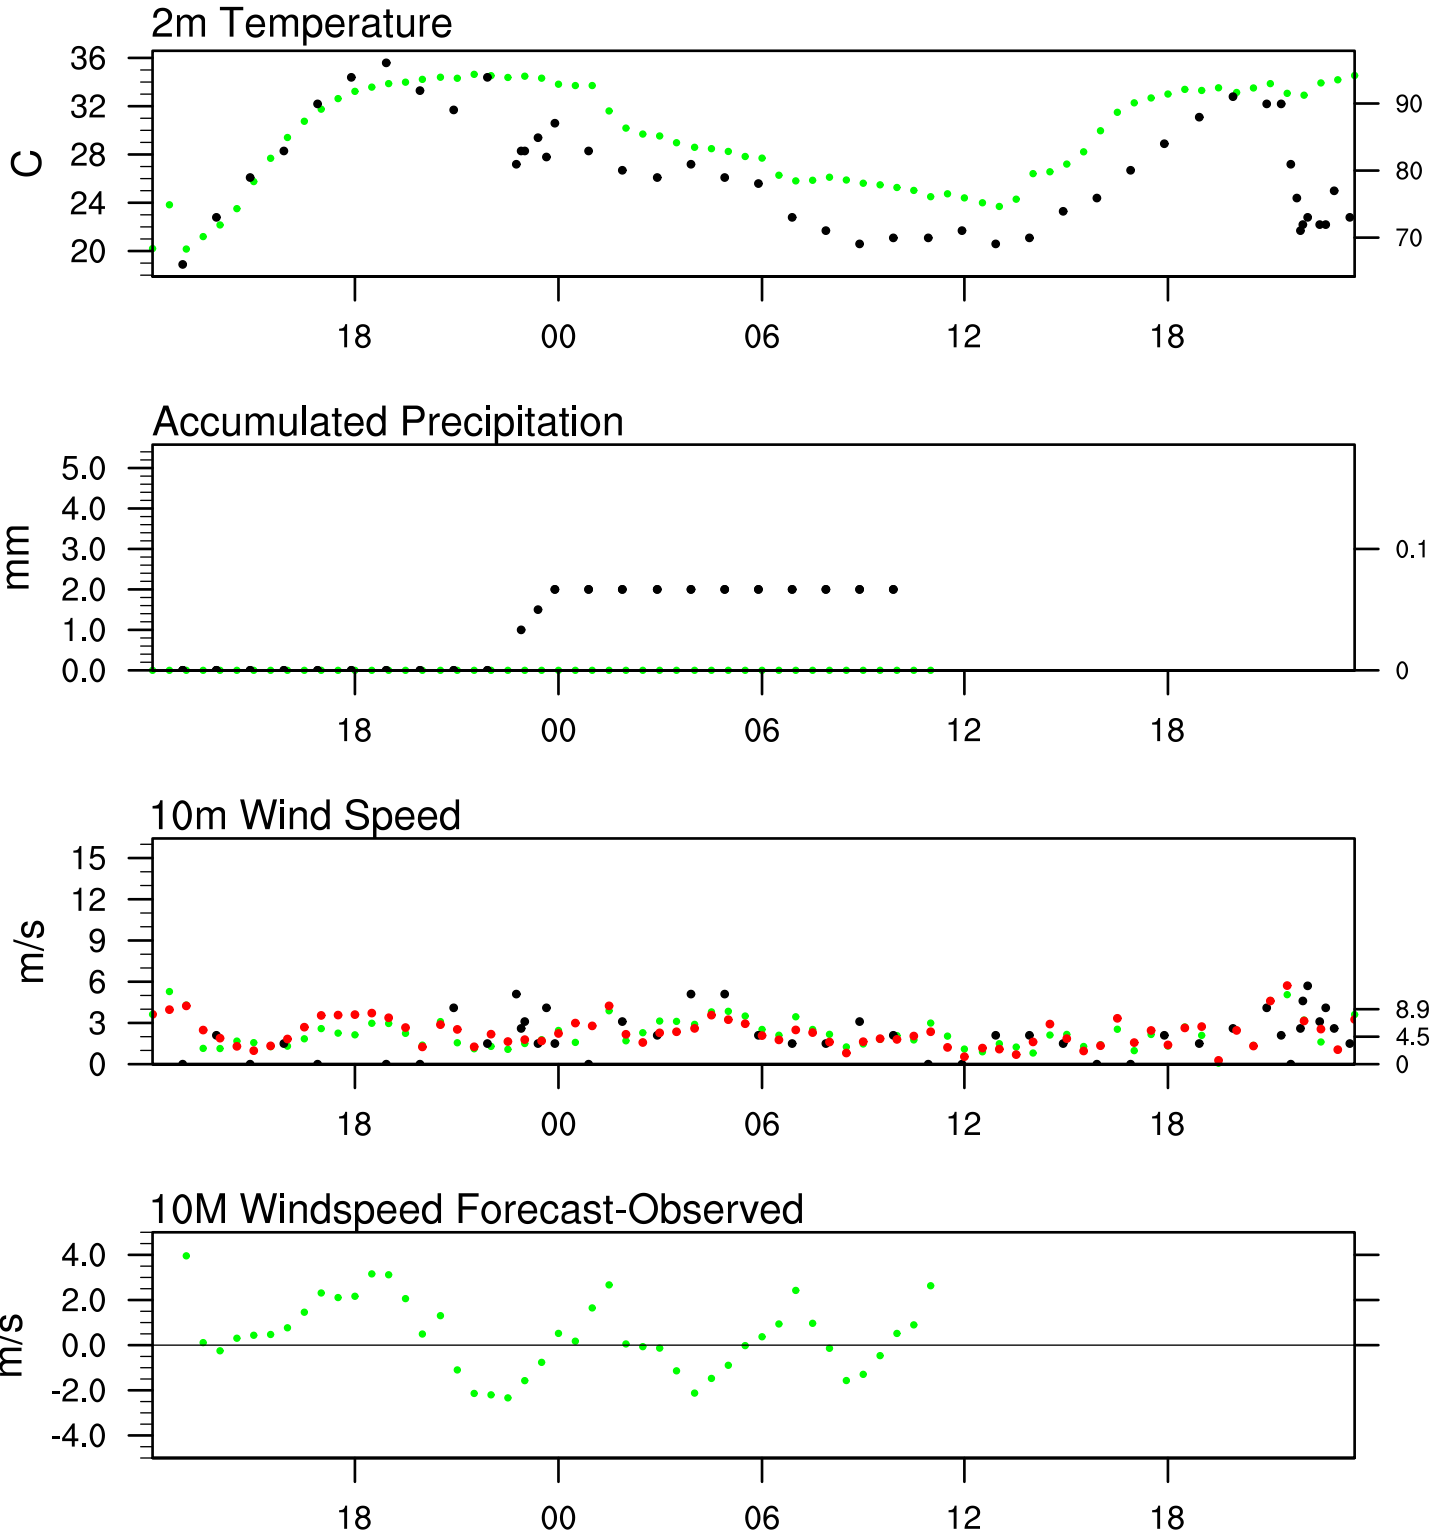 2m Temperature
36
32
28
24
20
C
90
80
70
18 00 06 12 18
Accumulated Precipitation
5.0
4.0
3.0
2.0
1.0
0.0
mm
0.1
0
18 00 06 12 18
10m Wind Speed
15
12
9
6
3
0
m/s
8.9
4.5
0
18 00 06 12 18
10M Windspeed Forecast-Observed
4.0
2.0
0.0
-2.0
-4.0
m/s
18 00 06 12 18